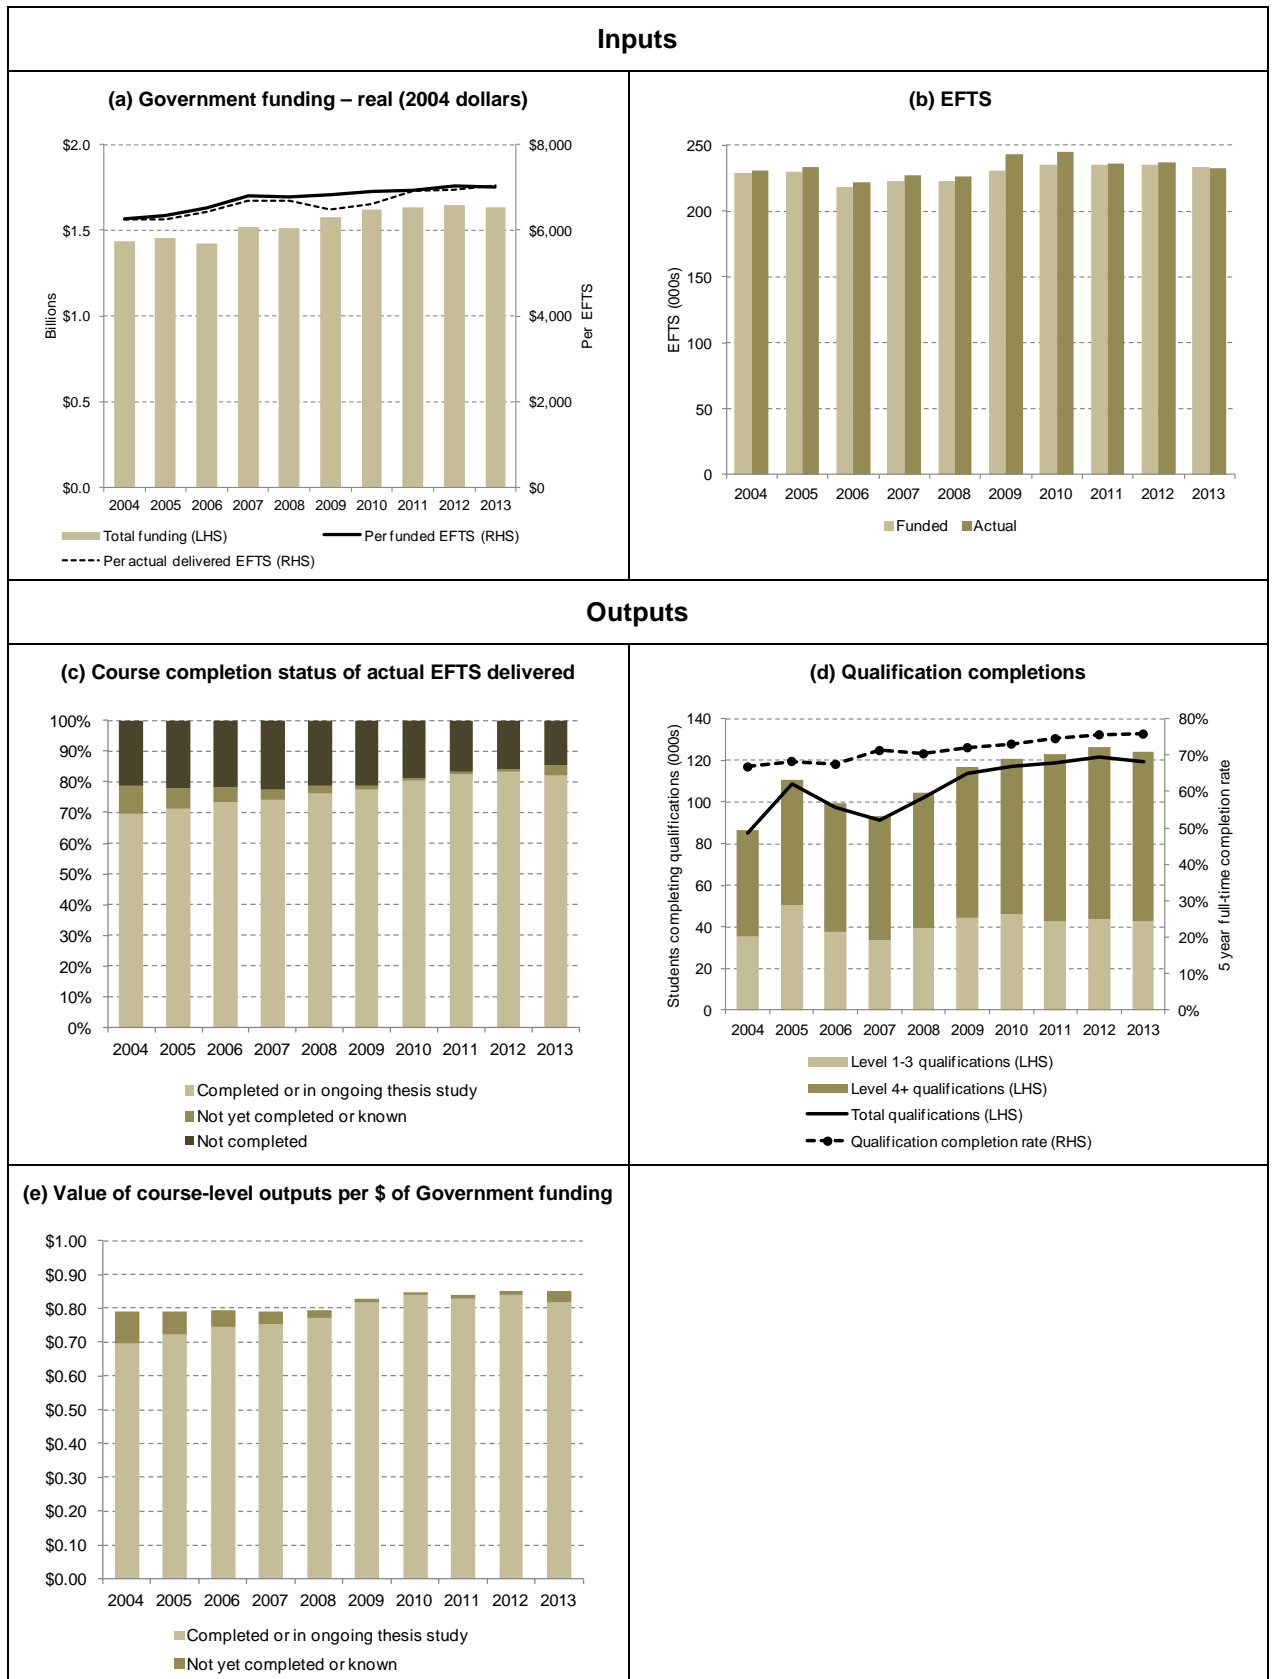 Inputs
(a) Government funding – real (2004 dollars)
$2.0
$1.5
$1.0
$0.5
$0.0
Billions
$8,000
$6,000
$4,000
$2,000
$0
Per EFTS
2004 2005 2006 2007 2008 2009 2010 2011 2012 2013
Total funding (LHS)
Per funded EFTS (RHS)
Per actual delivered EFTS (RHS)
(b) EFTS
250
200
150
100
50
0
EFTS (000s)
2004 2005 2006 2007 2008 2009 2010 2011 2012 2013
Funded
Actual
Outputs
(c) Course completion status of actual EFTS delivered
100%
90%
80%
70%
60%
50%
40%
30%
20%
10%
0%
2004 2005 2006 2007 2008 2009 2010 2011 2012 2013
Completed or in ongoing thesis study
Not yet completed or known
Not completed
(d) Qualification completions
140
120
100
80
60
40
20
0
Students completing qualifications (000s)
80%
70%
60%
50%
40%
30%
20%
10%
0%
5 year full-time completion rate
2004 2005 2006 2007 2008 2009 2010 2011 2012 2013
Level 1-3 qualifications (LHS)
Level 4+ qualifications (LHS)
Total qualifications (LHS)
Qualification completion rate (RHS)
(e) Value of course-level outputs per $ of Government funding
$1.00
$0.90
$0.80
$0.70
$0.60
$0.50
$0.40
$0.30
$0.20
$0.10
$0.00
2004 2005 2006 2007 2008 2009 2010 2011 2012 2013
Completed or in ongoing thesis study
Not yet completed or known